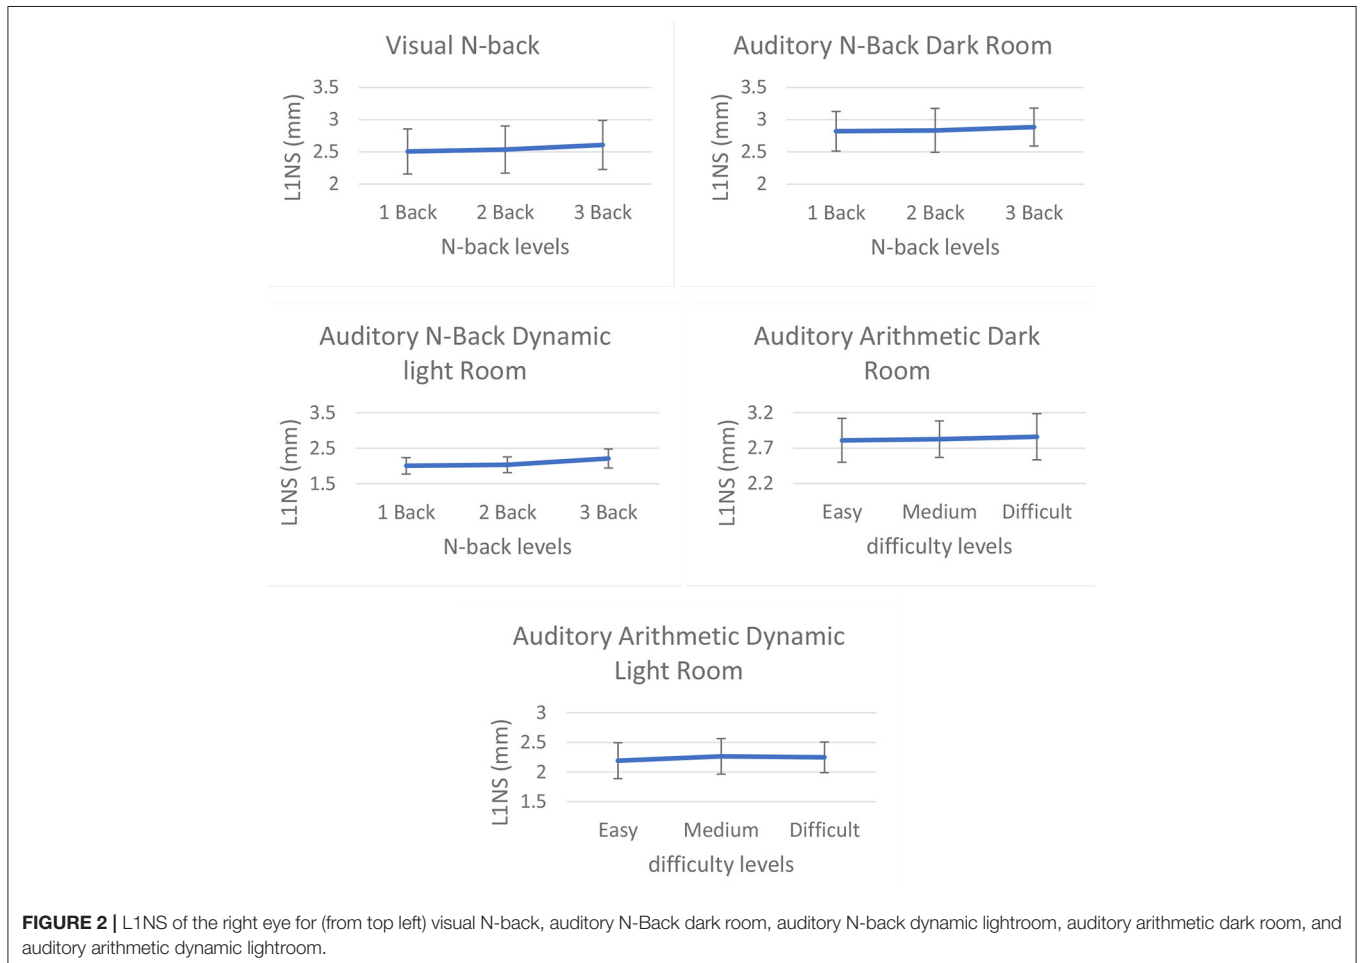 Visual N-back
3.5
3
2.5
2
L1NS (mm)
1 Back 2 Back 3 Back
N-back levels
Auditory N-Back Dark Room
3.5
3
2.5
2
L1NS (mm)
1 Back 2 Back 3 Back
N-back levels
Auditory N-Back Dynamic
light Room
3.5
2.5
1.5
L1NS (mm)
1 Back 2 Back 3 Back
N-back levels
Auditory Arithmetic Dark
Room
3.2
2.7
2.2
L1NS (mm)
Easy Medium Difficult
difficulty levels
Auditory Arithmetic Dynamic
Light Room
3
2.5
2
1.5
L1NS (mm)
Easy Medium Difficult
difficulty levels
FIGURE 2 | L1NS of the right eye for (from top left) visual N-back, auditory N-Back dark room, auditory N-back dynamic lightroom, auditory arithmetic dark room, and
auditory arithmetic dynamic lightroom.